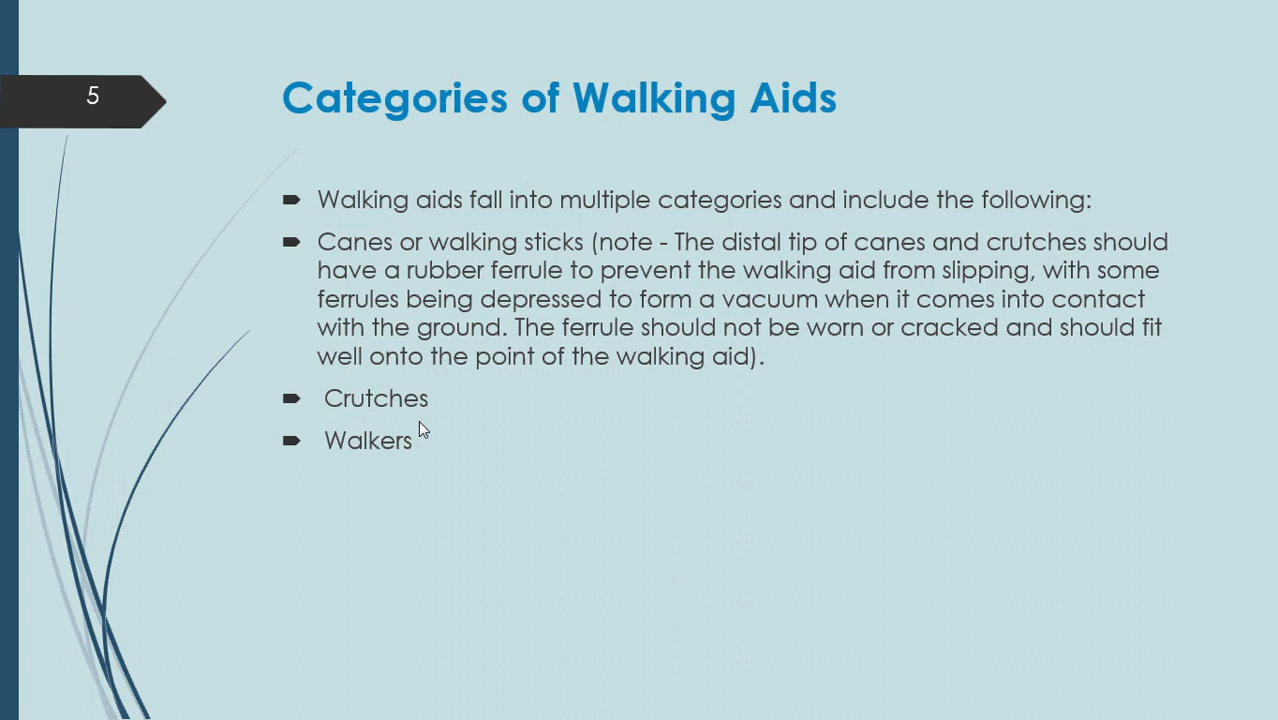 5
Categories of Walking Aids
Walking aids fall into multiple categories and include the following:
Canes or walking sticks (note - The distal tip of canes and crutches should
have a rubber ferrule to prevent the walking aid from slipping, with some
ferrules being depressed to form a vacuum when it comes into contact
with the ground. The ferrule should not be worn or cracked and should fit
well onto the point of the walking aid).
Crutches
Walkers